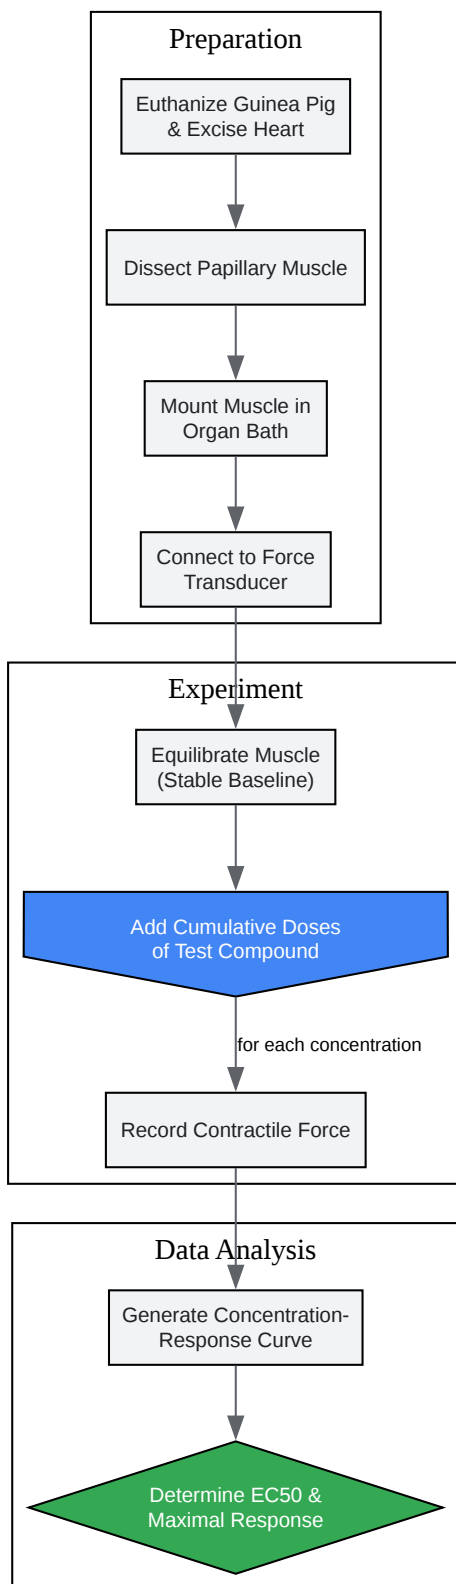 Preparation
Euthanize Guinea Pig
& Excise Heart
Dissect Papillary Muscle
Mount Muscle in
Organ Bath
Connect to Force
Transducer
Experiment
Equilibrate Muscle
(Stable Baseline)
Add Cumulative Doses
of Test Compound
for each concentration
Record Contractile Force
Data Analysis
Generate Concentration-
Response Curve
Determine EC50 &
Maximal Response